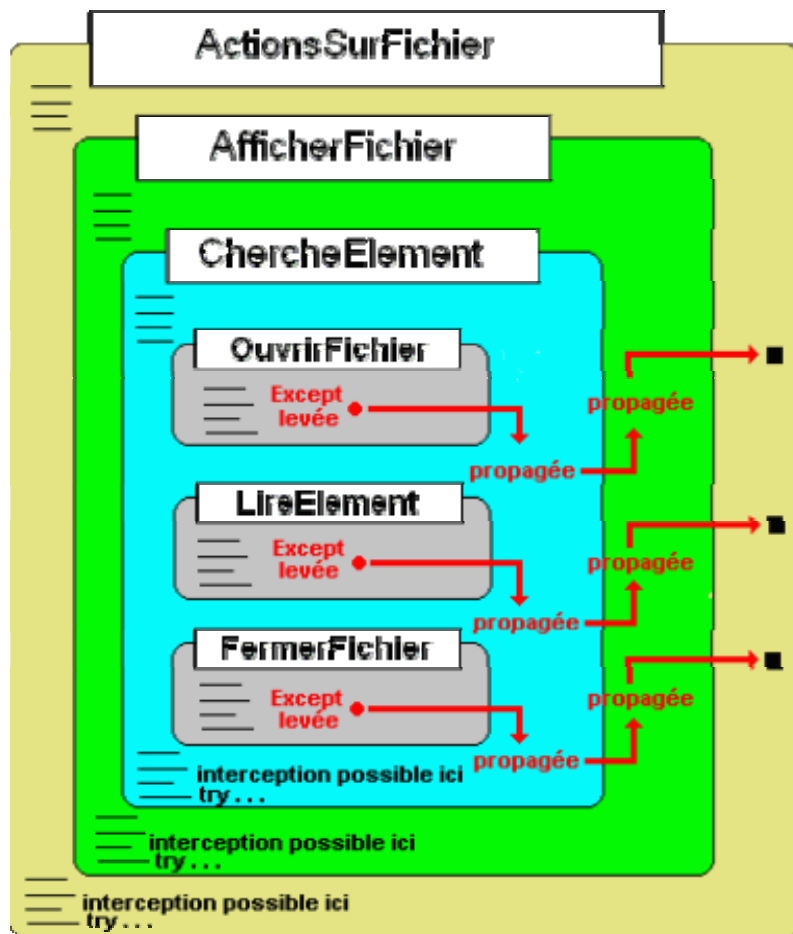 ActionsSurFichier
AfficherFichier
ChercheElement
OuvrirFichier
Except
levée
propagée
propagée
LireElement
Except
levée
propagée
propagée
FermerFichier
Except
levée
propagée
propagée
interception possible ici
try . . .
interception possible ici
try . . .
interception possible ici
try . . .